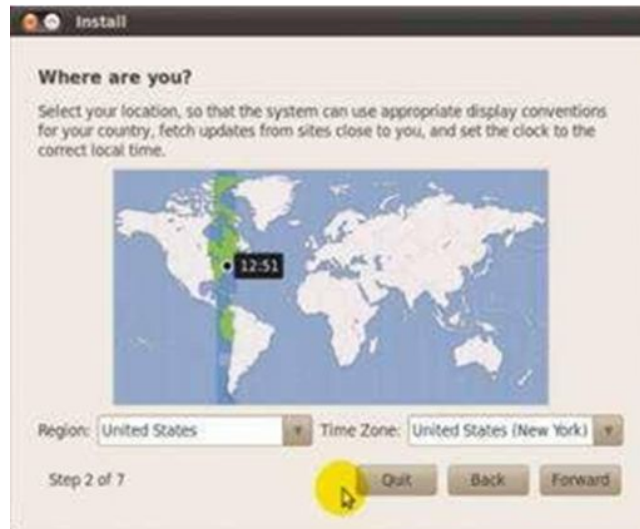 Install
Where are you?
Select your location, so that the system can use appropriate display conventions
for your country, fetch updates from sites close to you, and set the clock to the
correct local time.
12:51
Region: United States Time Zone: United States (New York)
Step 2 of 7 Quit Back Forward